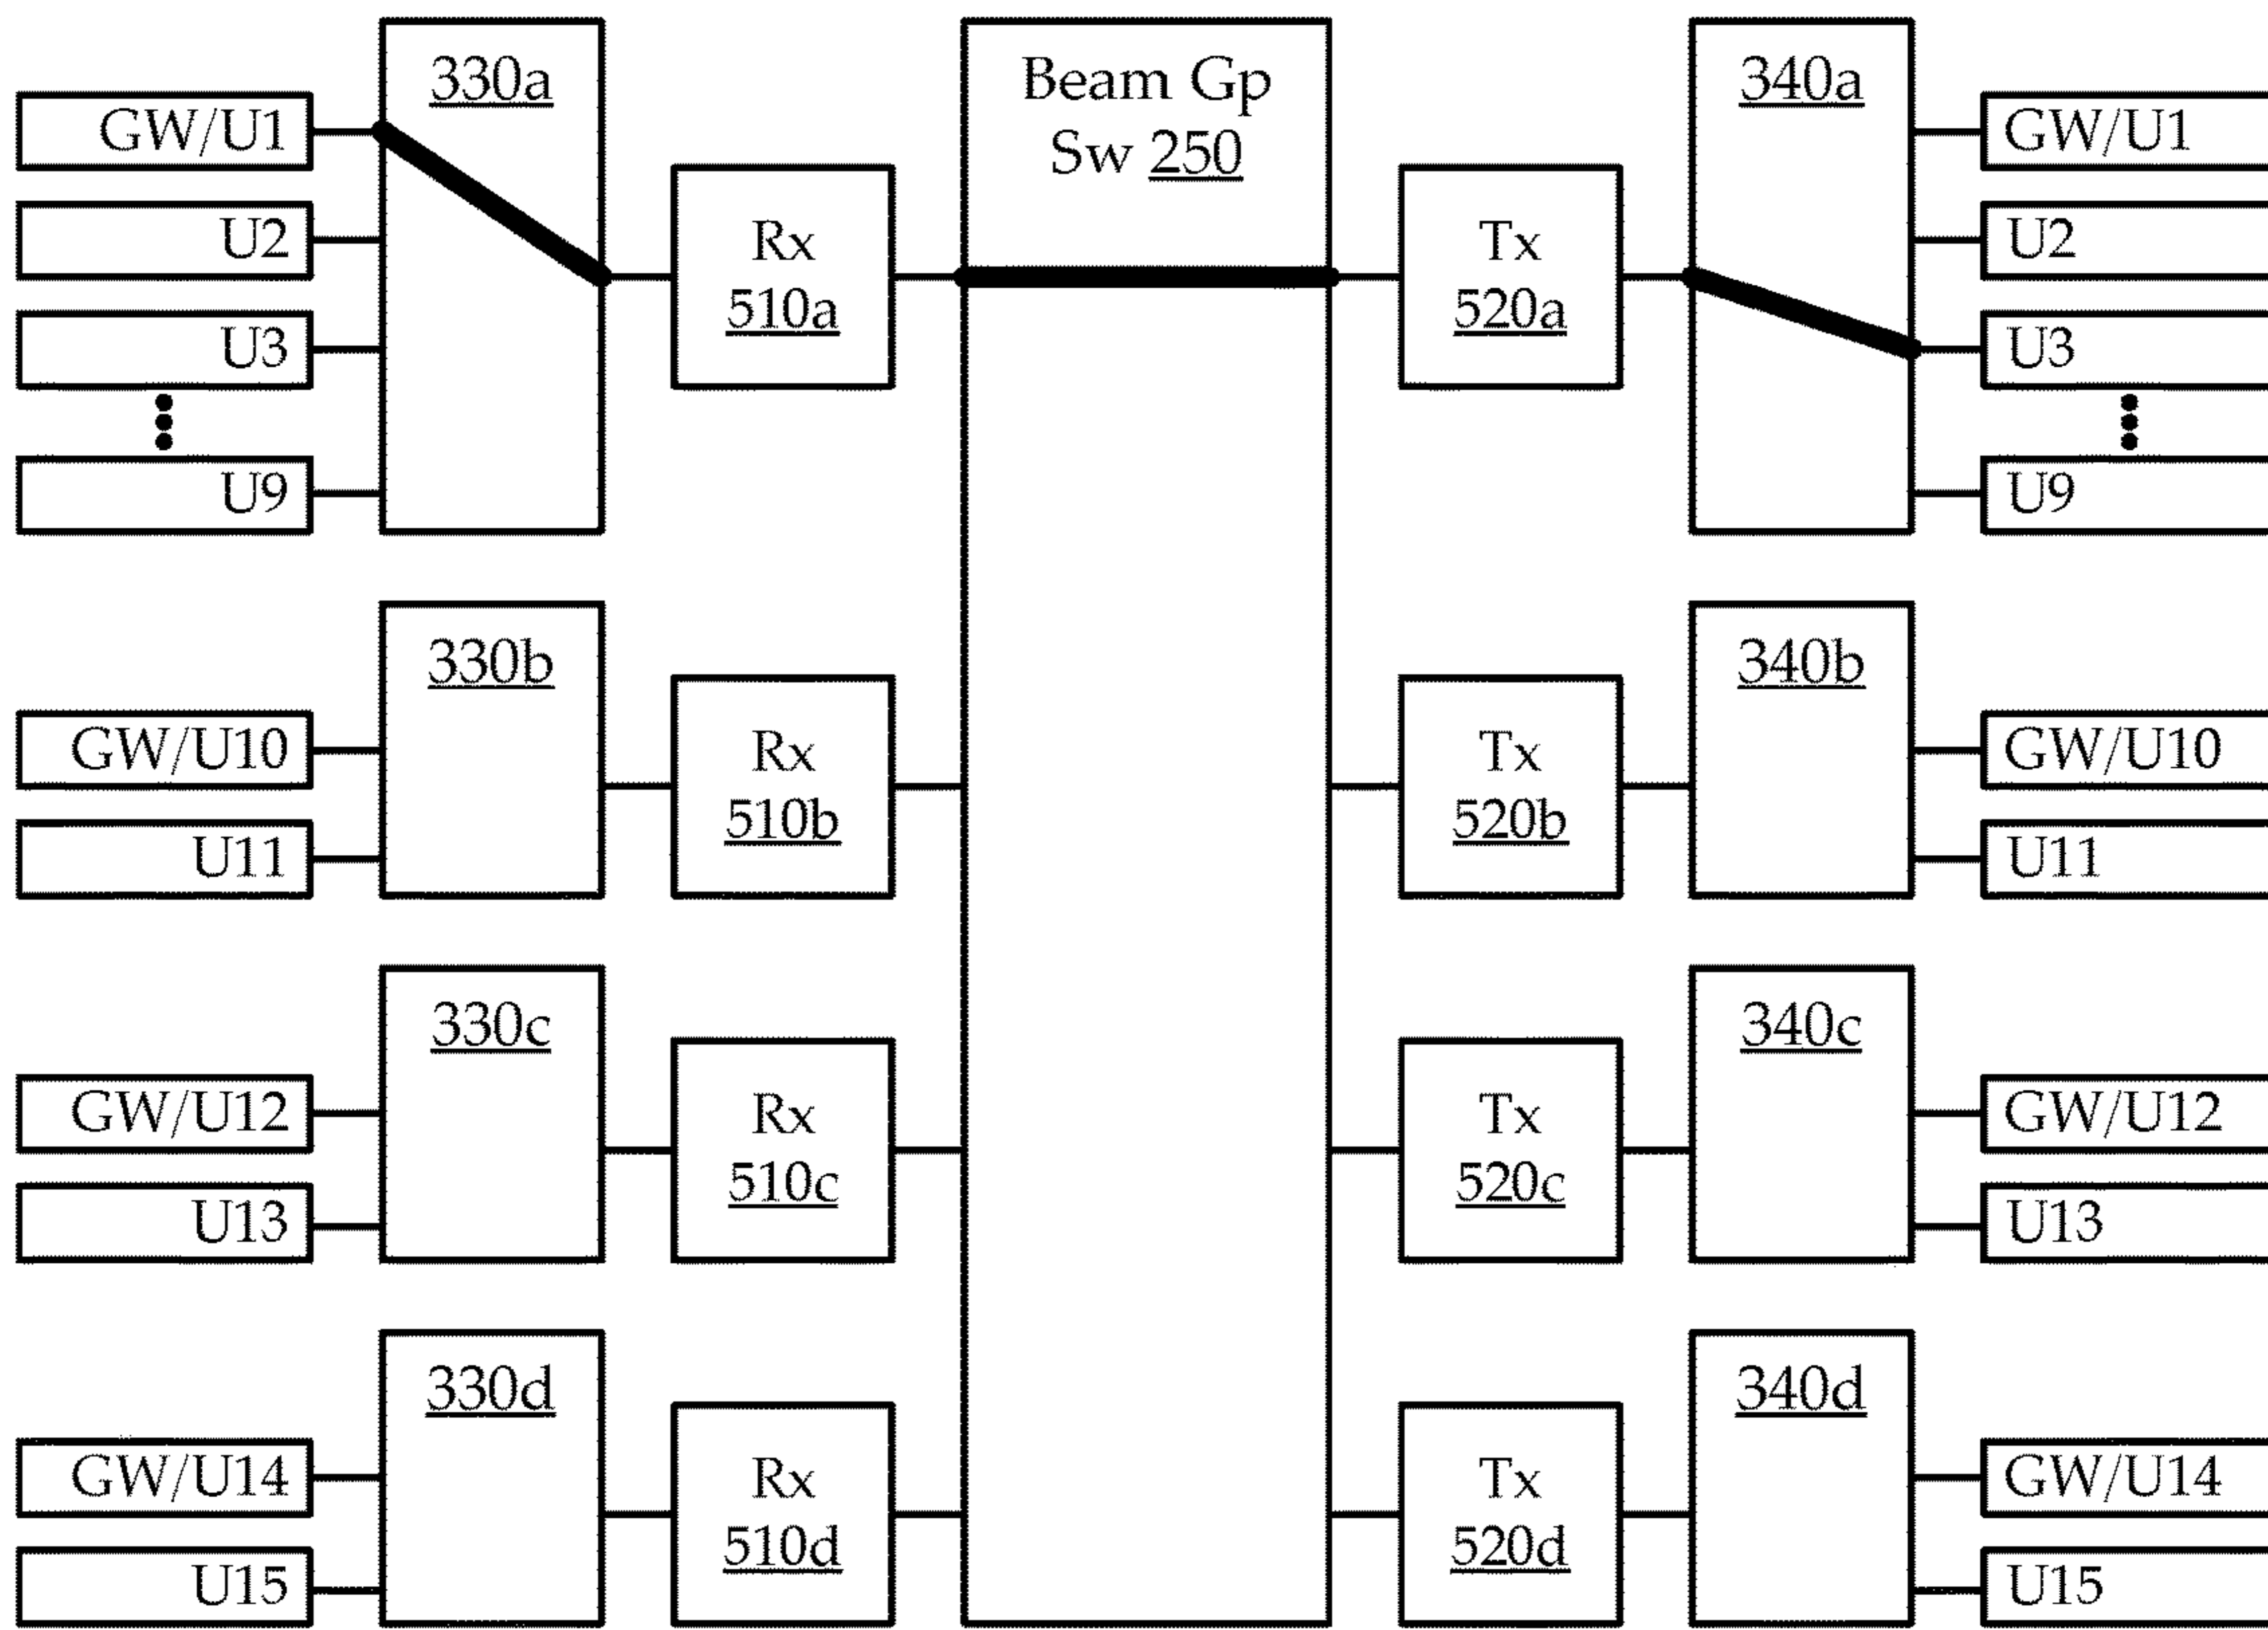 330a
Beam Gp
Sw 250
340a
GW/U1
GW/U1
U2
Rx
510a
Tx
520a
U2
U3
U3
U9
U9
330b
340b
GW/U10
Rx
510b
Tx
520b
GW/U10
U11
U11
330c
340c
GW/U12
Rx
510c
Tx
520c
GW/U12
U13
U13
330d
340d
GW/U14
Rx
510d
Tx
520d
GW/U14
U15
U15